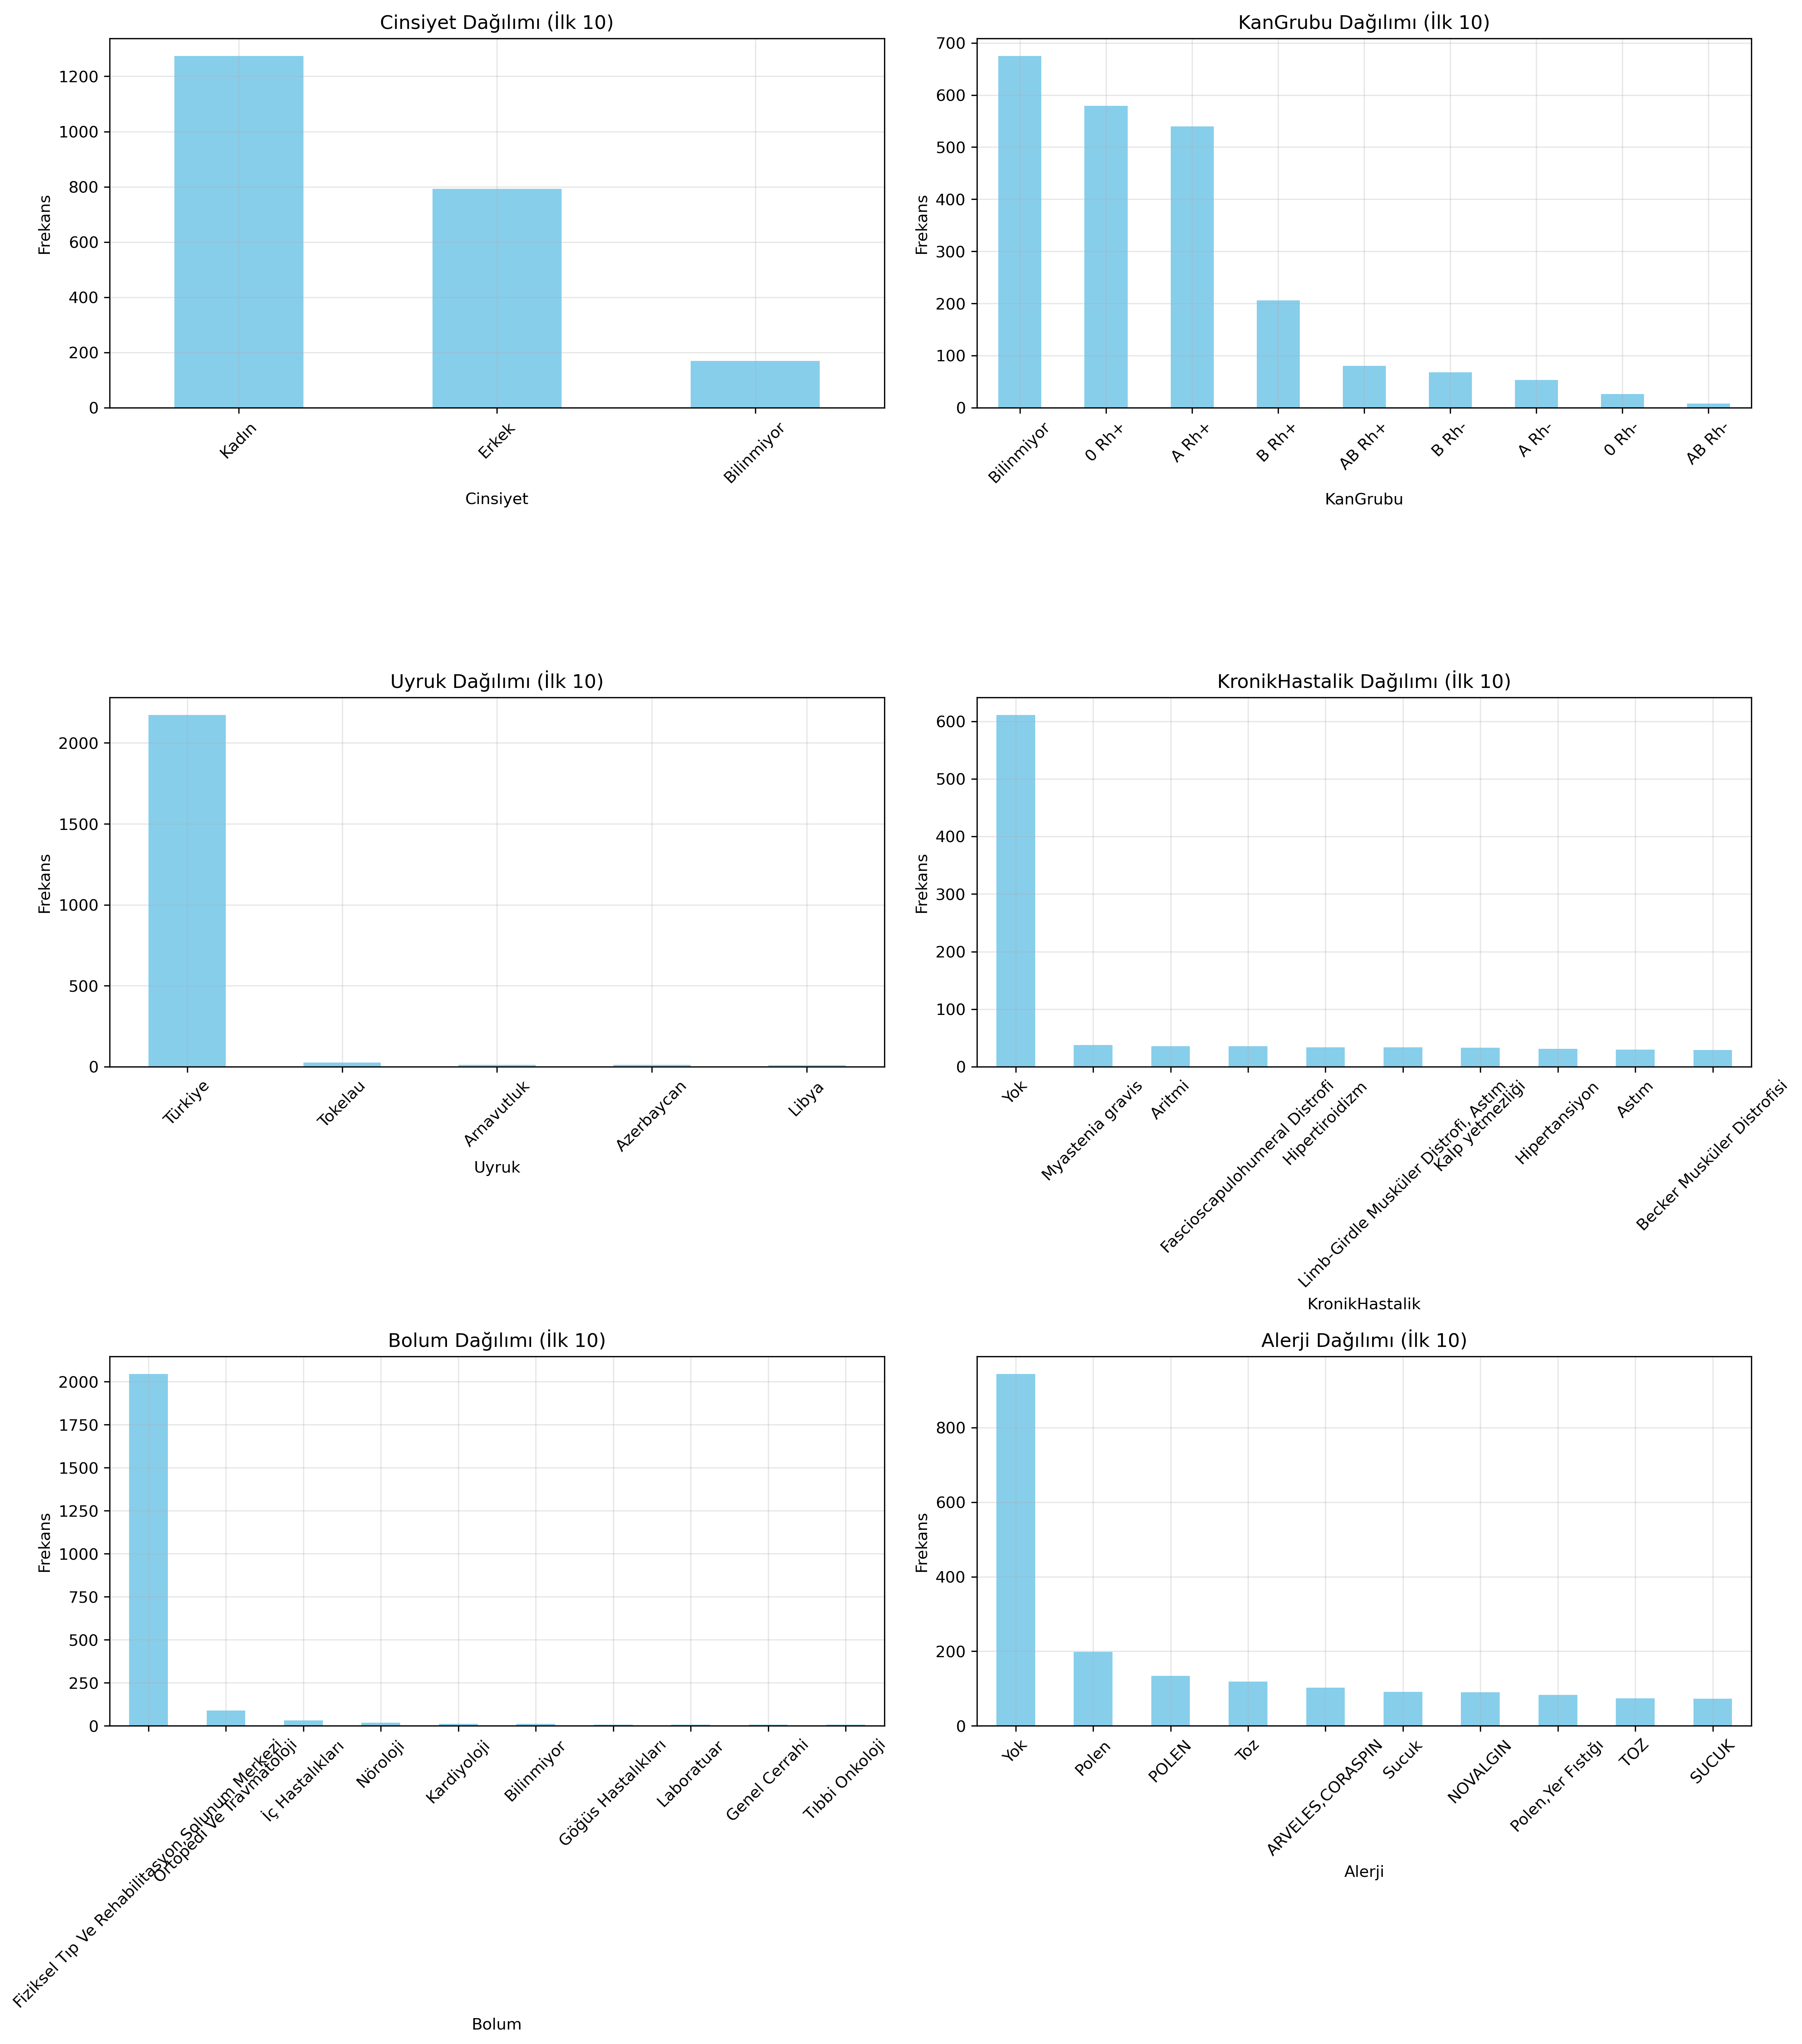 Cinsiyet Dağılımı (İlk 10)
1200
1000
800
600
400
200
0
Frekans
Kadın
Erkek
Bilinmiyor
Cinsiyet
KanGrubu Dağılımı (İlk 10)
700
600
500
400
300
200
100
0
Frekans
Bilinmiyor
0 Rh+
A Rh+
B Rh+
AB Rh+
B Rh-
A Rh-
0 Rh-
AB Rh-
KanGrubu
Uyruk Dağılımı (İlk 10)
2000
1500
1000
500
0
Frekans
Türkiye
Tokelau
Arnavutluk
Azerbaycan
Libya
Uyruk
KronikHastalik Dağılımı (İlk 10)
600
500
400
300
200
100
0
Frekans
Yok
Myastenia gravis
Aritmi
Fascioscapulohumeral Distrofi
Hipertiroidizm
Limb-Girdle Musküler Distrofi, Astım
Kalp yetmezliği
Hipertansiyon
Astım
Becker Musküler Distrofisi
KronikHastalik
Bolum Dağılımı (İlk 10)
2000
1750
1500
1250
1000
750
500
250
0
Frekans
Fiziksel Tıp Ve Rehabilitasyon,Solunum Merkezi
Ortopedi Ve Travmatoloji
İç Hastalıkları
Nöroloji
Kardiyoloji
Bilinmiyor
Göğüs Hastalıkları
Laboratuar
Genel Cerrahi
Tıbbi Onkoloji
Bolum
Alerji Dağılımı (İlk 10)
800
600
400
200
0
Frekans
Yok
Polen
POLEN
Toz
ARVELES,CORASPIN
Sucuk
NOVALGIN
Polen,Yer Fıstığı
TOZ
SUCUK
Alerji